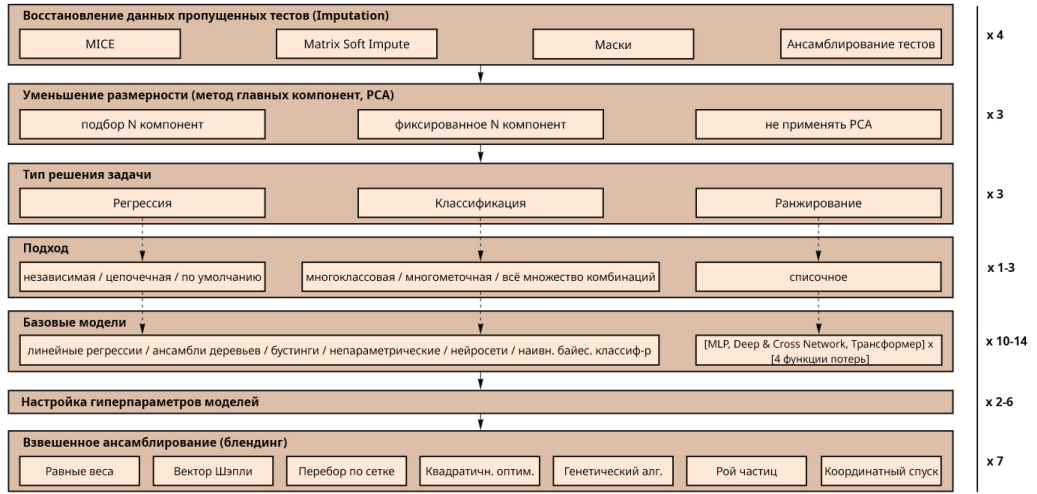 Восстановление данных пропущенных тестов (Imputation)
MICE
Matrix Soft Impute
Маски
Ансамблирование тестов
x 4
Уменьшение размерности (метод главных компонент, PCA)
подбор N компонент
фиксированное N компонент
не применять PCA
x 3
Тип решения задачи
Регрессия
Классификация
Ранжирование
x 3
Подход
независимая / цепочечная / по умолчанию
многоклассовая / многометочная / всё множество комбинаций
списочное
x 1-3
Базовые модели
линейные регрессии / ансамбли деревьев / бустинги / непараметрические / нейросети / наивн. байес. классиф-р
[MLP, Deep & Cross Network, Трансформер] x
[4 функции потерь]
x 10-14
Настройка гиперпараметров моделей
x 2-6
Взвешенное ансамблирование (блендинг)
Равные веса
Вектор Шэпли
Перебор по сетке
Квадратичн. оптим.
Генетический алг.
Рой частиц
Координатный спуск
x 7